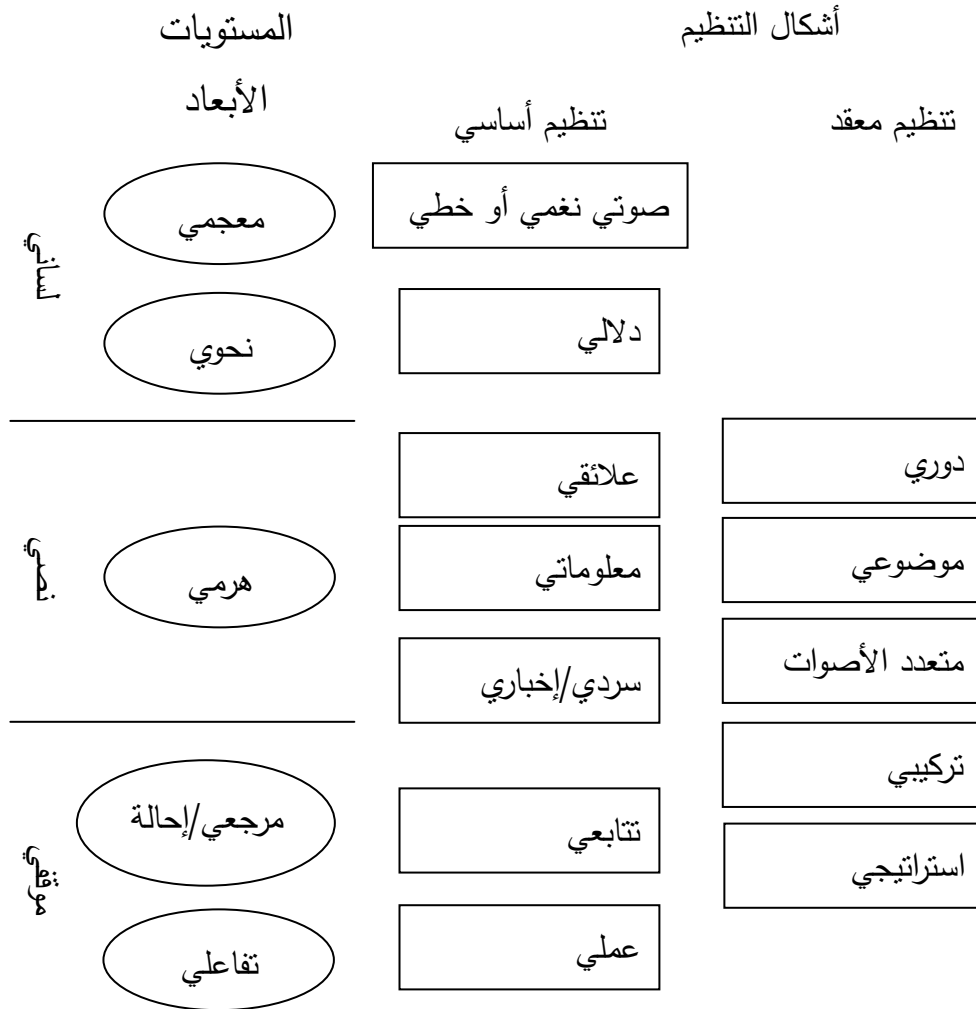 أشكال التنظيم
المستويات
الأبعاد
تنظيم معقد
تنظيم أساسي
صوتي نغمي أو خطي
معجمي
لساني
دلالي
نحوي
دوري
علائقي
موضوعي
معلوماتي
هرمي
نصي
متعدد الأصوات
سردي/إخباري
تركيبي
تتابعي
مرجعي/إحالة
موقفي
استراتيجي
عملي
تفاعلي